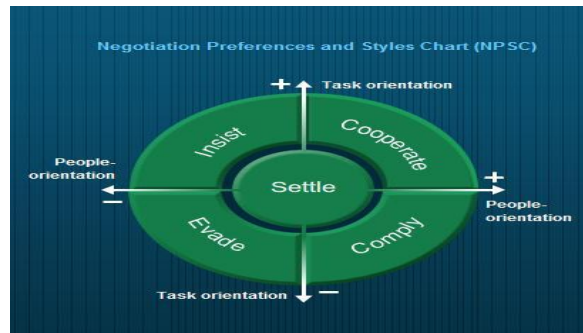 Negotiation Preferences and Styles Chart (NPSC)
+ Task orientation
Insist
Cooperate
People-
orientation
−
Settle
+
People-
orientation
Evade
Comply
Task orientation −